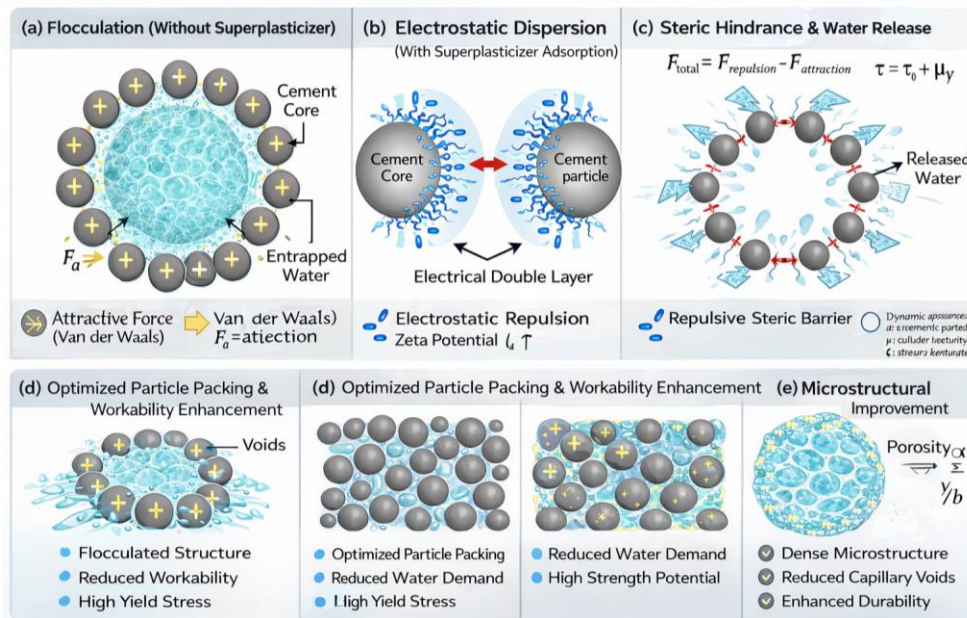 (a) Flocculation (Without Superplasticizer)
Cement
Core
Fa
Entrapped
Water
Attractive Force
(Van der Waals)
Van der Waals)
Fa =
(b) Electrostatic Dispersion
(With Superplasticizer Adsorption)
Cement
Core
Cement
particle
Electrical Double Layer
Electrostatic Repulsion
Zeta Potential ↑
(c) Steric Hindrance & Water Release
Ftotal = Frepulsion − Fattraction
τ = τ0 + μγ
Released
Water
Repulsive Steric Barrier
Dynamic
μ:
(d) Optimized Particle Packing &
Workability Enhancement
Voids
Flocculated Structure
Reduced Workability
High Yield Stress
(d) Optimized Particle Packing & Workability Enhancement
Optimized Particle Packing
Reduced Water Demand
High Yield Stress
Reduced Water Demand
High Strength Potential
(e) Microstructural
Improvement
Porosity ∝
Dense Microstructure
Reduced Capillary Voids
Enhanced Durability